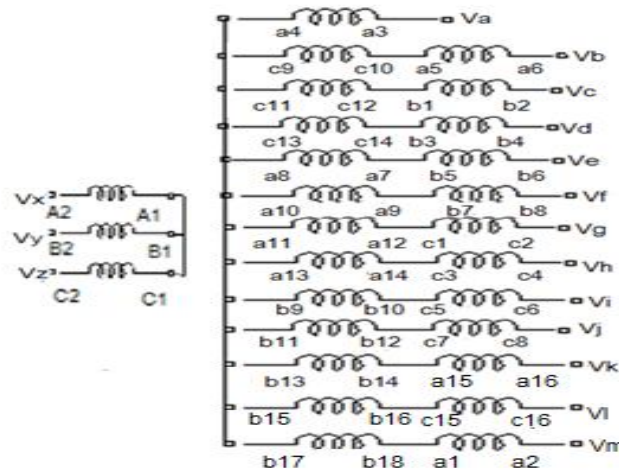 a4 a3 Va
c9 c10 a5 a6 Vb
c11 c12 b1 b2 Vc
c13 c14 b3 b4 Vd
a8 a7 b5 b6 Ve
a10 a9 b7 b8 Vf
a11 a12 c1 c2 Vg
a13 a14 c3 c4 Vh
b9 b10 c5 c6 Vi
b11 b12 c7 c8 Vj
b13 b14 a15 a16 Vk
b15 b16 c15 c16 Vl
b17 b18 a1 a2 Vm
Vx
A2 A1
Vy
B2 B1
Vz
C2 C1